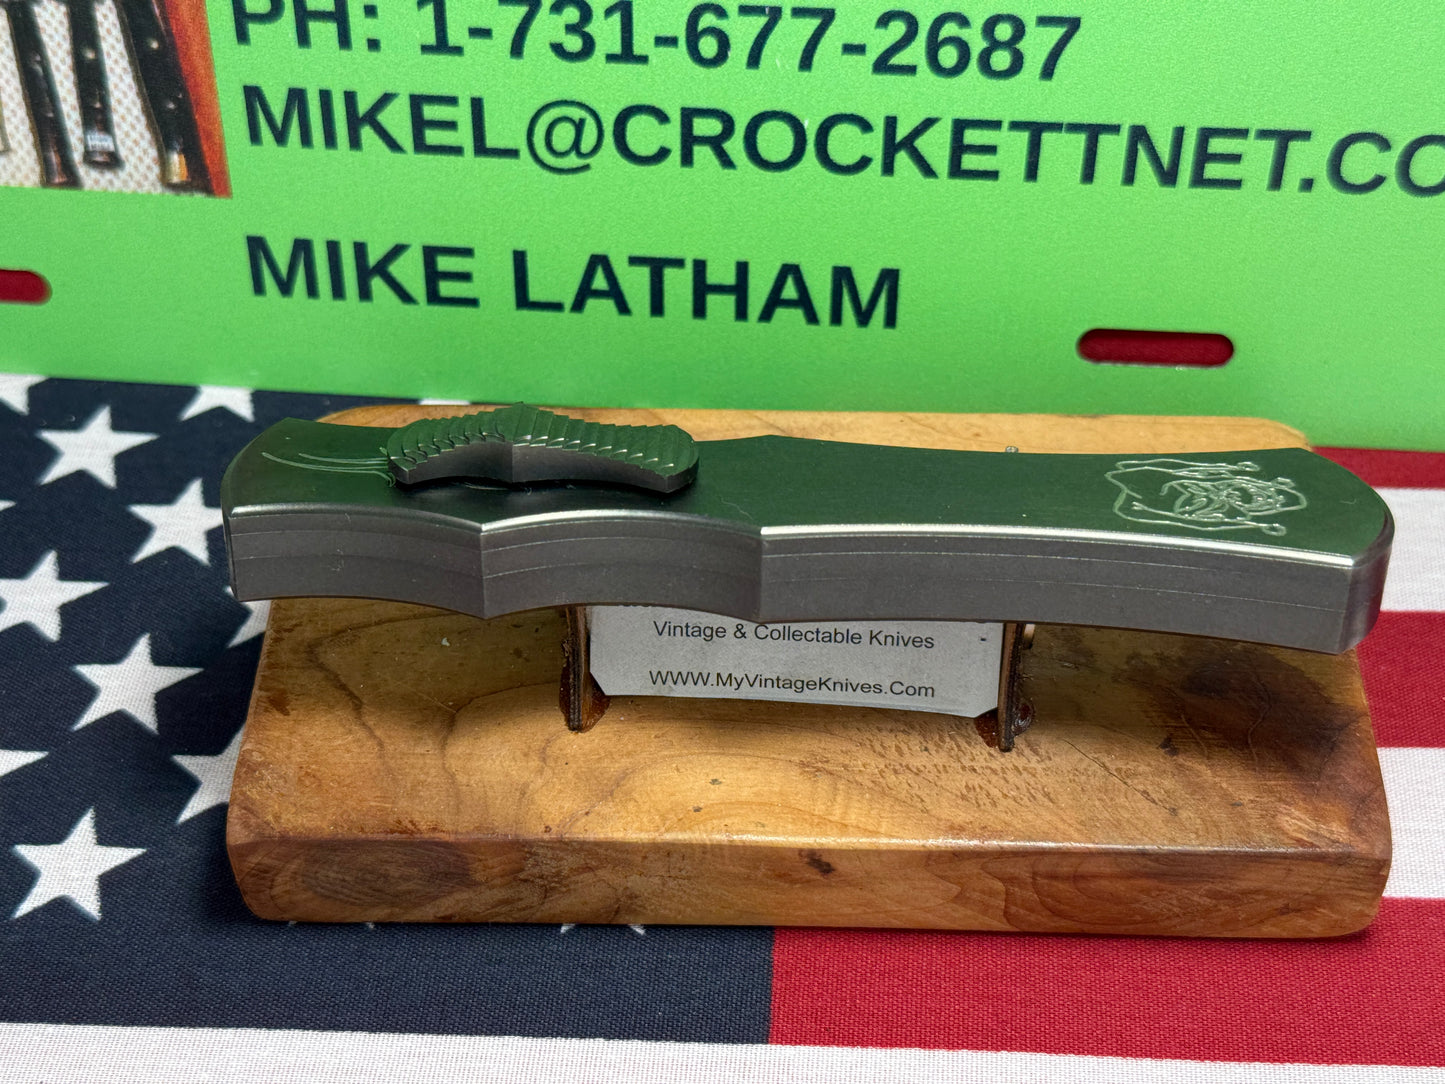 PH: 1-731-677-2687
MIKEL@CROCKETTNET.CO
MIKE LATHAM
Vintage & Collectable Knives
WWW.MyVintageKnives.Com